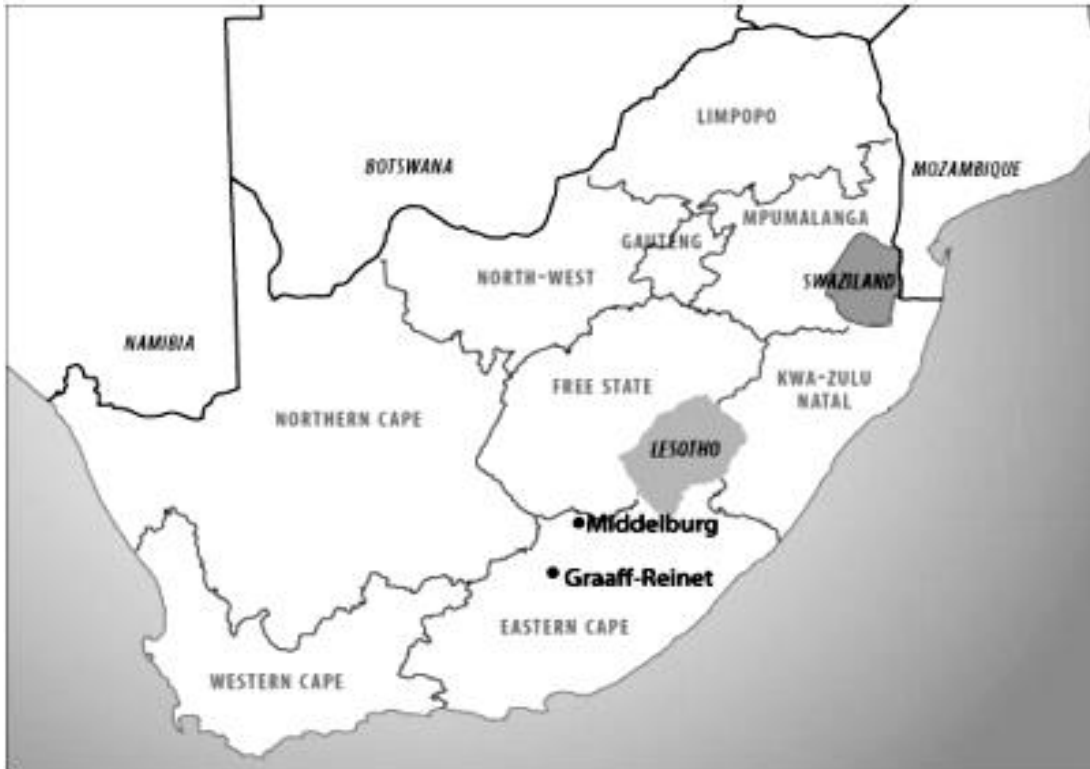 LIMPOPO
BOTSWANA
MOZAMBIQUE
MPUMALANGA
GAUTENG
NORTH-WEST
SWAZILAND
NAMIBIA
KWA-ZULU
NATAL
FREE STATE
NORTHERN CAPE
LESOTHO
Middelburg
Graaff-Reinet
EASTERN CAPE
WESTERN CAPE